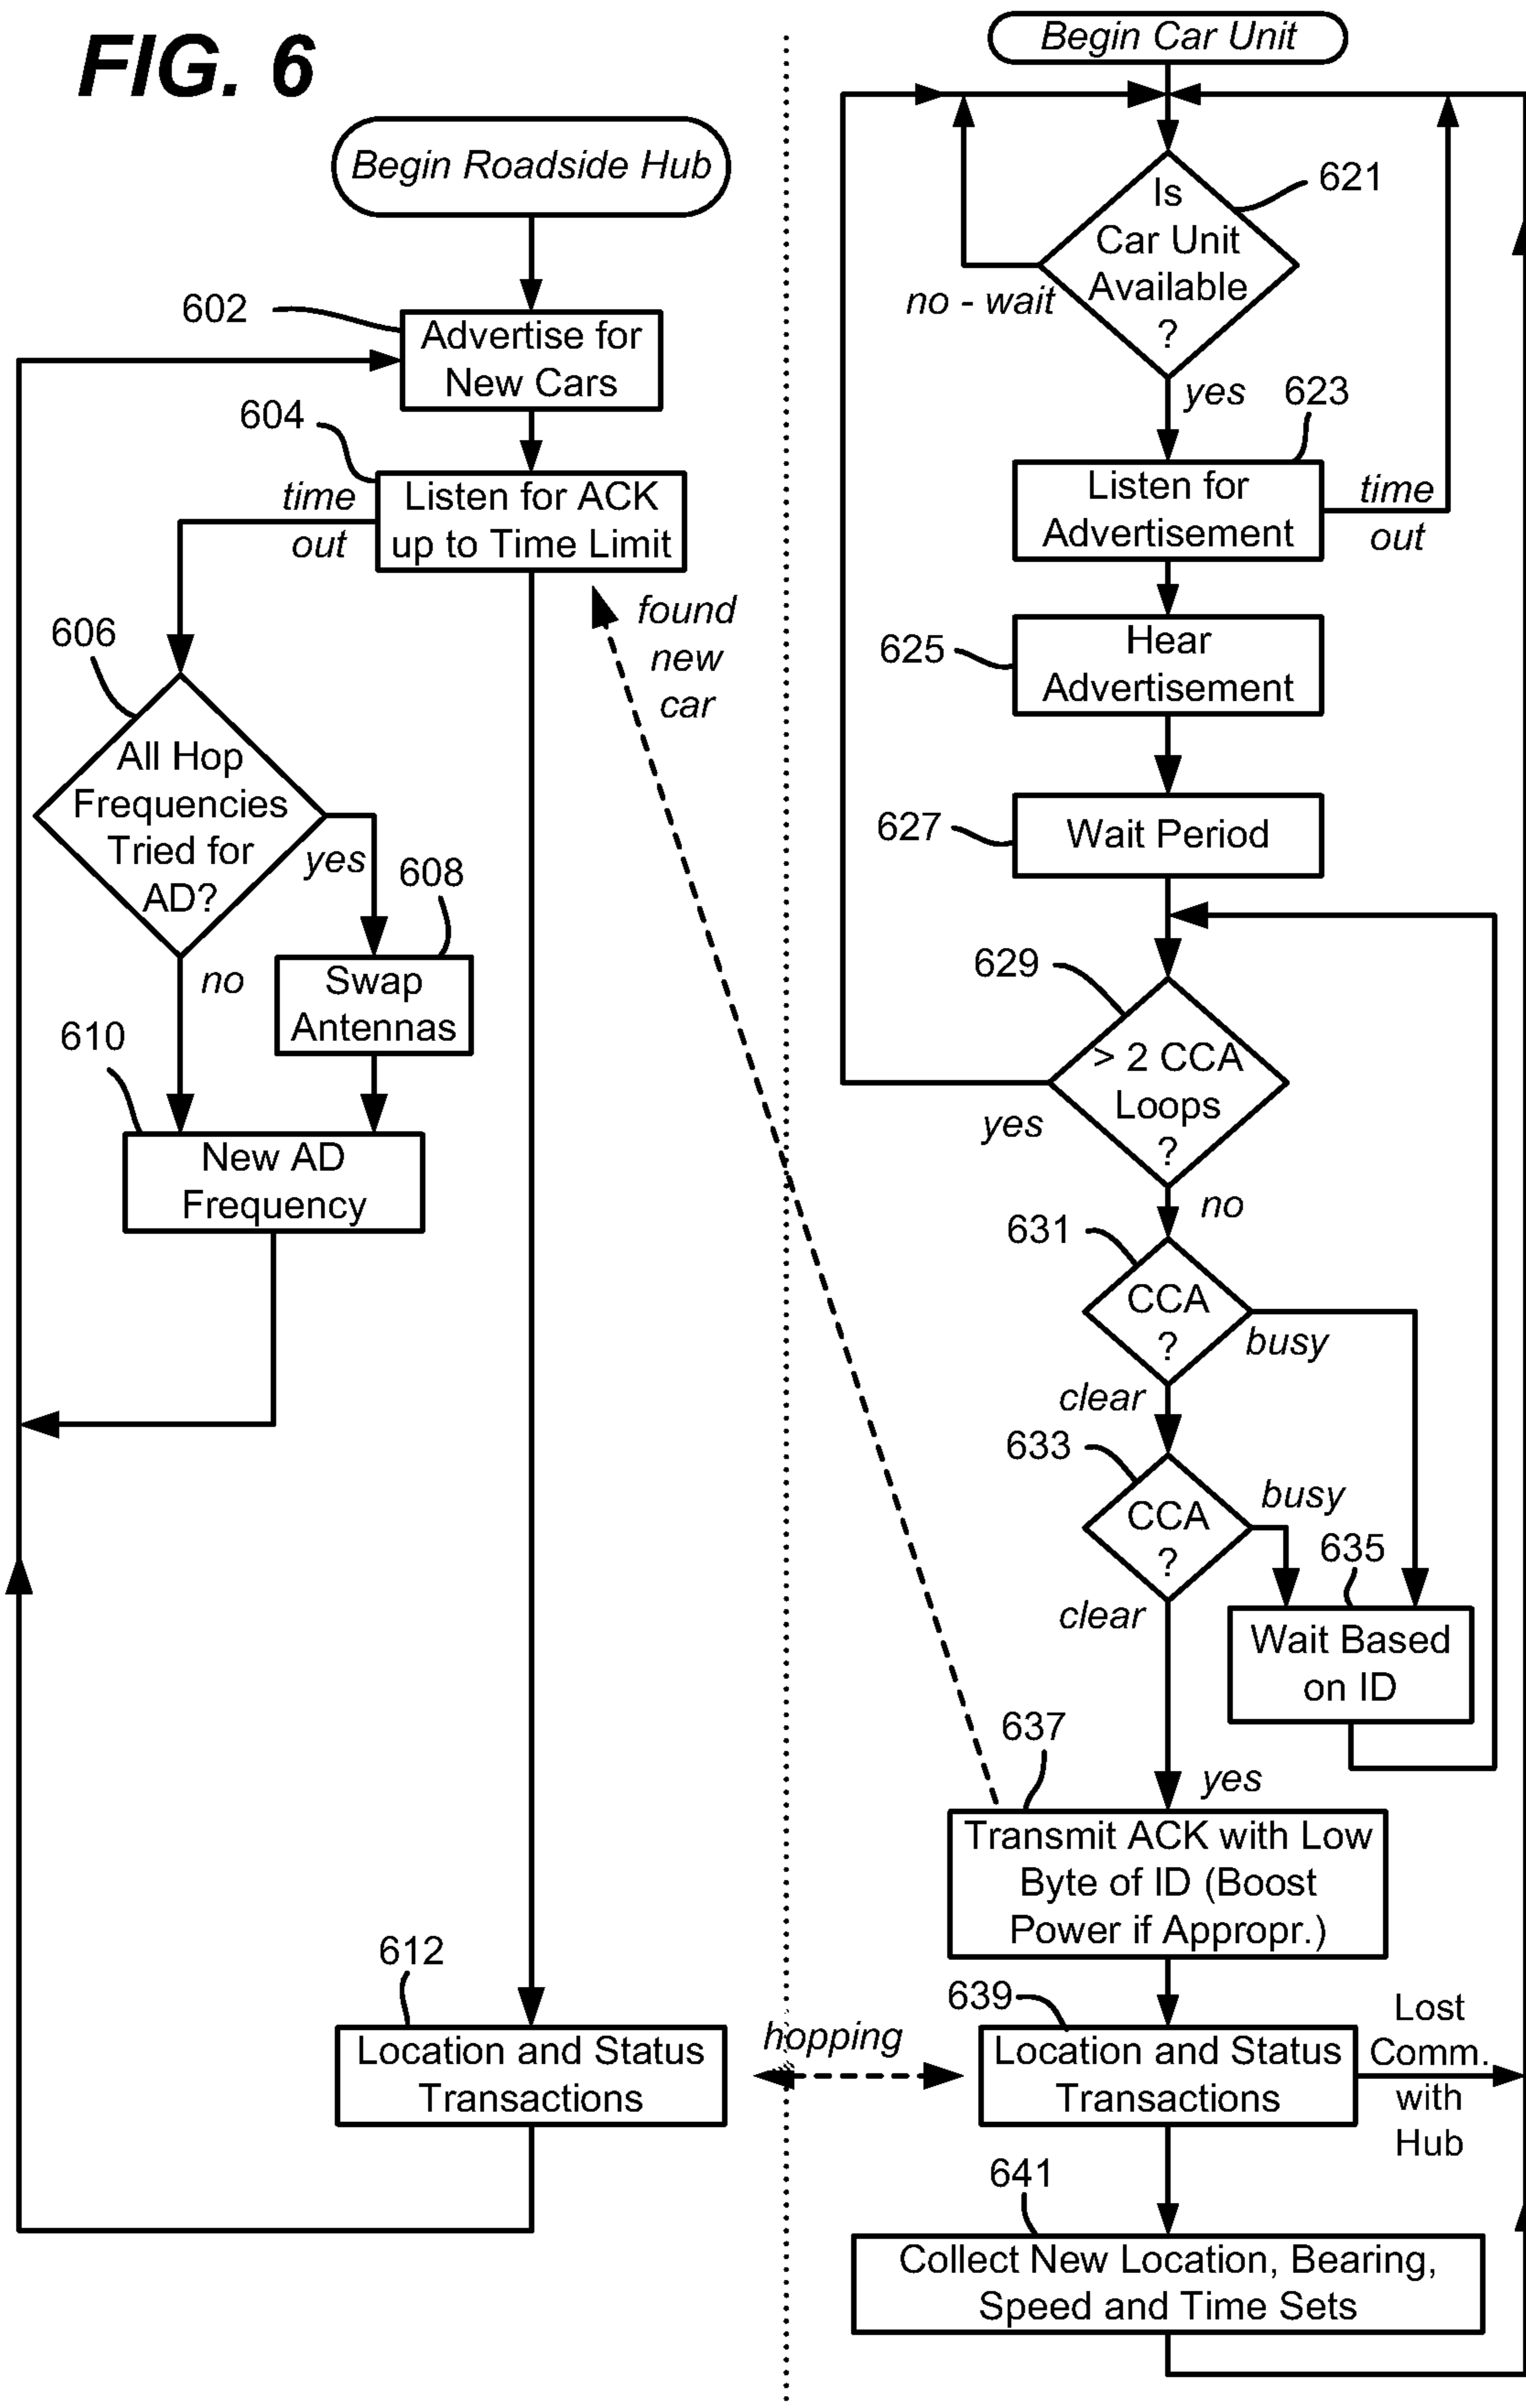 FIG. 6
Begin Roadside Hub
602
Advertise for
New Cars
604
Listen for ACK
up to Time Limit
time
out
found
new
car
606
All Hop
Frequencies
Tried for
AD?
yes
608
no
Swap
Antennas
610
New AD
Frequency
612
Location and Status
Transactions
hopping
Begin Car Unit
621
Is
Car Unit
Available
?
no - wait
yes
623
Listen for
Advertisement
time
out
625
Hear
Advertisement
627
Wait Period
629
> 2 CCA
Loops
?
yes
no
631
CCA
?
busy
clear
633
CCA
?
busy
635
clear
Wait Based
on ID
637
yes
Transmit ACK with Low
Byte of ID (Boost
Power if Appropr.)
639
Location and Status
Transactions
Lost
Comm.
with
Hub
641
Collect New Location, Bearing,
Speed and Time Sets